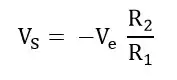 Vₛ = −Vₑ R₂/R₁